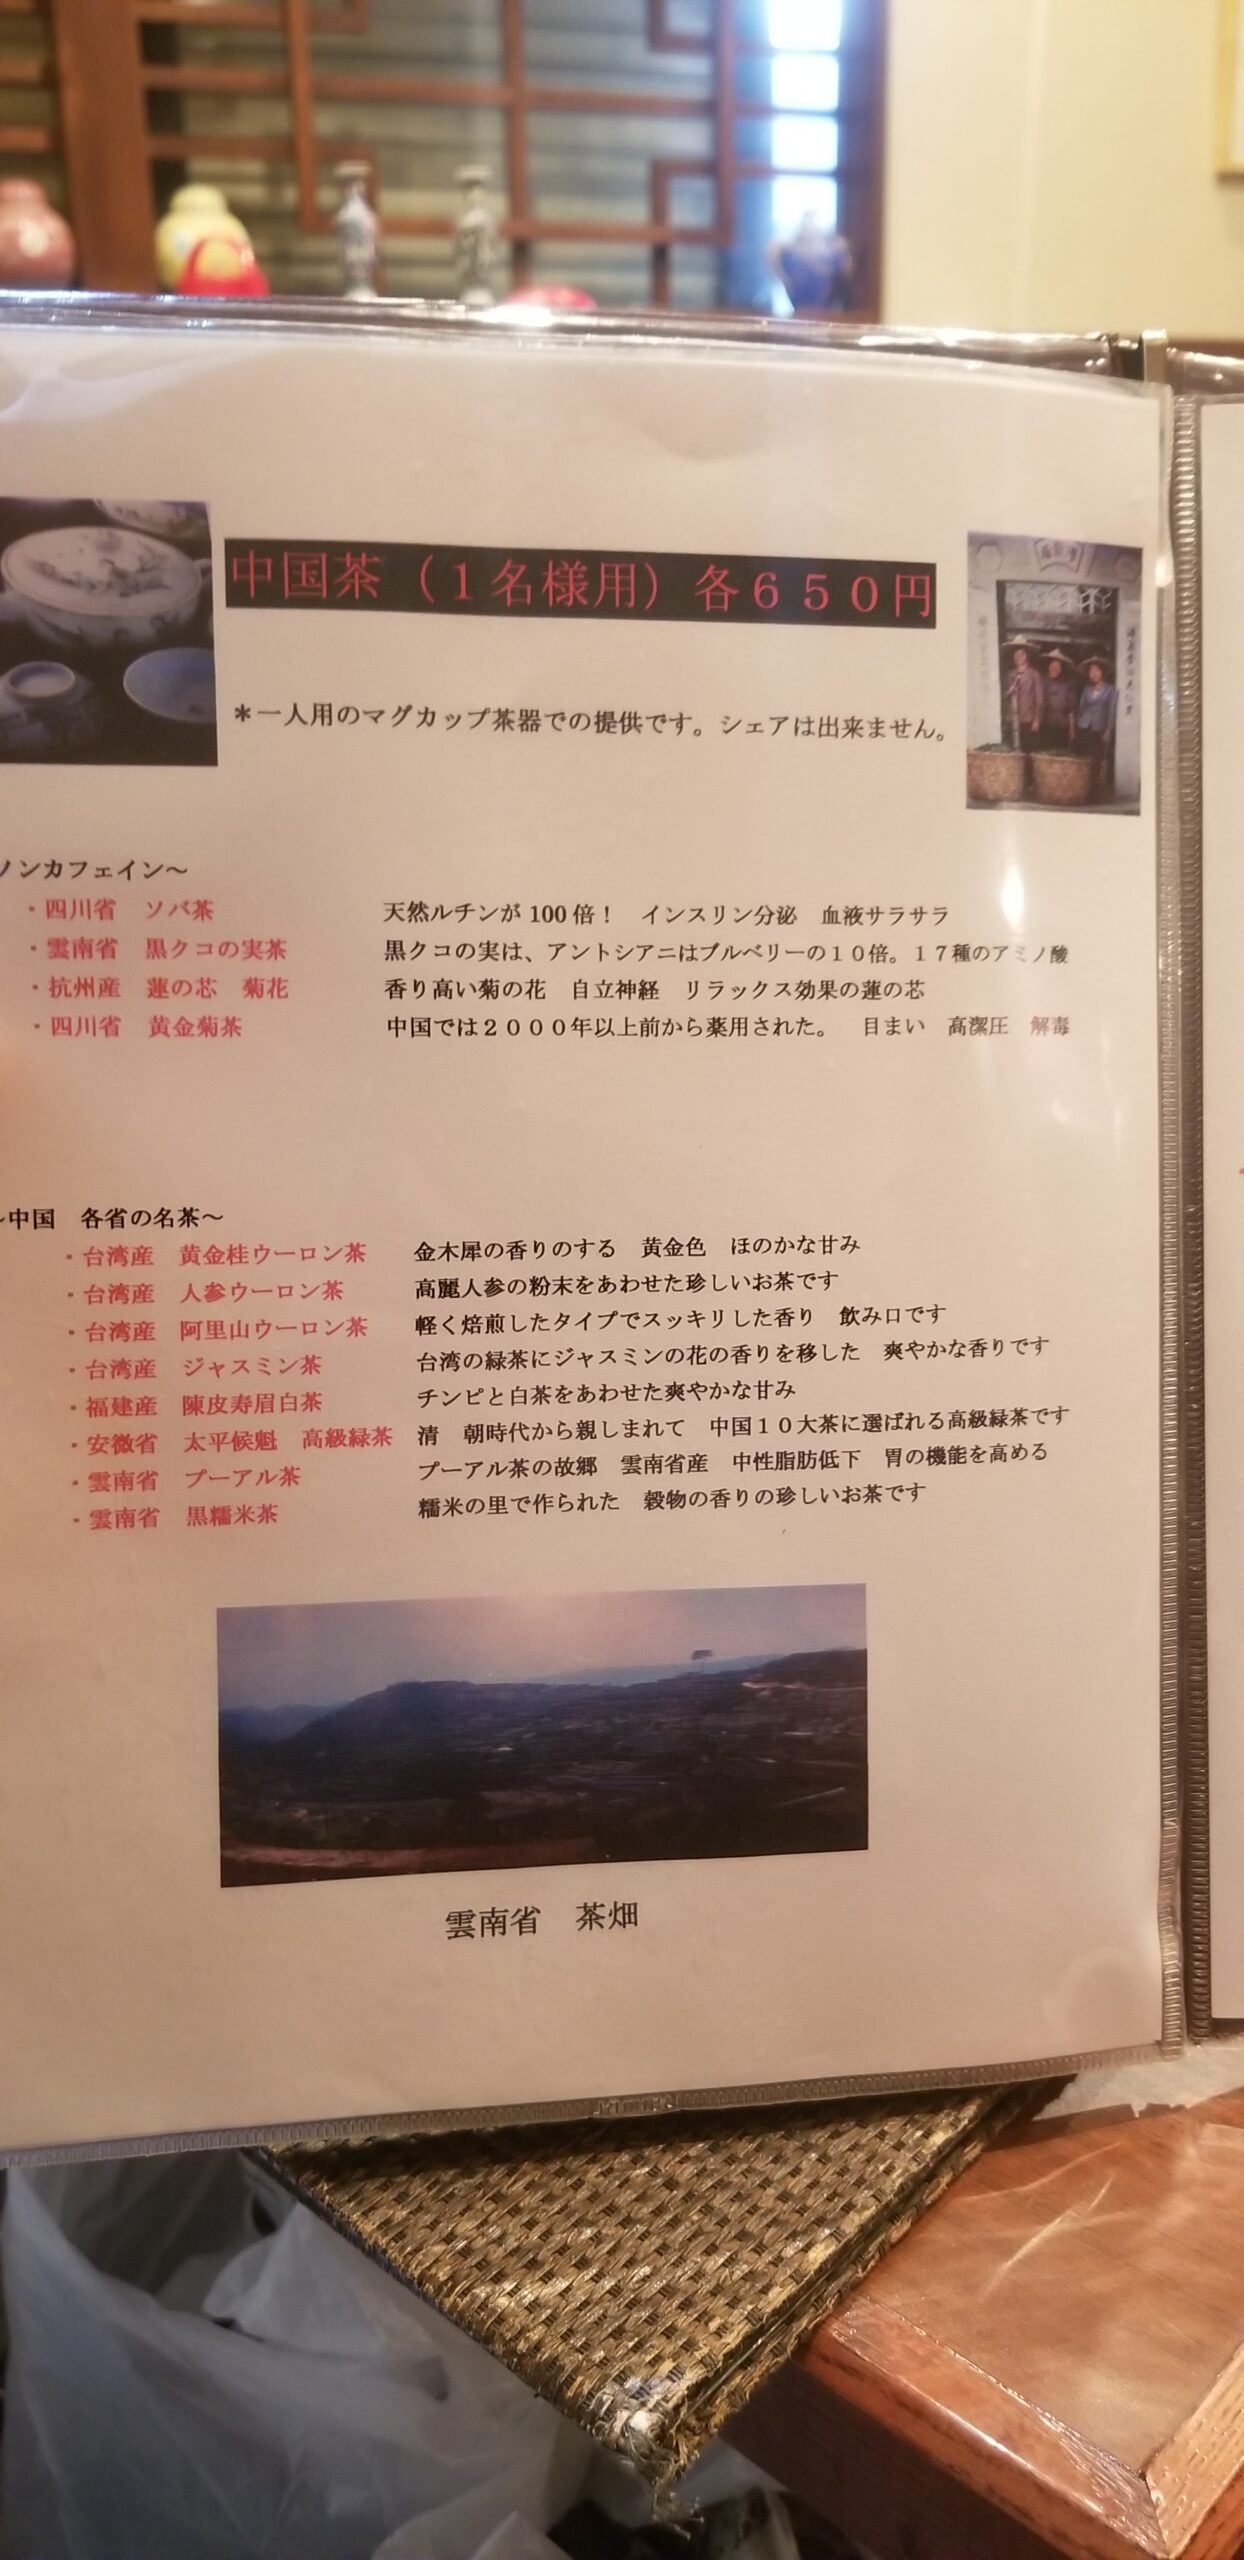 中国茶（１名様用）各６５０円
＊一人用のマグカップ茶器での提供です。シェアは出来ません。
ノンカフェイン～
・四川省　ソバ茶　天然ルチンが100倍！　インスリン分泌　血液サラサラ
・雲南省　黒クコの実茶　黒クコの実は、アントシアニはブルベリーの１０倍。１７種のアミノ酸
・杭州産　蓮の芯　菊花　香り高い菊の花　自立神経　リラックス効果の蓮の芯
・四川省　黄金菊茶　中国では２０００年以上前から薬用された。　目まい　高潔圧　解毒
~中国　各省の名茶～
・台湾産　黄金桂ウーロン茶　金木犀の香りのする　黄金色　ほのかな甘み
・台湾産　人参ウーロン茶　高麗人参の粉末をあわせた珍しいお茶です
・台湾産　阿里山ウーロン茶　軽く焙煎したタイプでスッキリした香り　飲み口です
・台湾産　ジャスミン茶　台湾の緑茶にジャスミンの花の香りを移した　爽やかな香りです
・福建産　陳皮寿眉白茶　チンピと白茶をあわせた爽やかな甘み
・安微省　太平候魁　高級緑茶　清　朝時代から親しまれて　中国１０大茶に選ばれる高級緑茶です
・雲南省　プーアル茶　プーアル茶の故郷　雲南省産　中性脂肪低下　胃の機能を高める
・雲南省　黒糯米茶　糯米の里で作られた　穀物の香りの珍しいお茶です
雲南省　茶畑